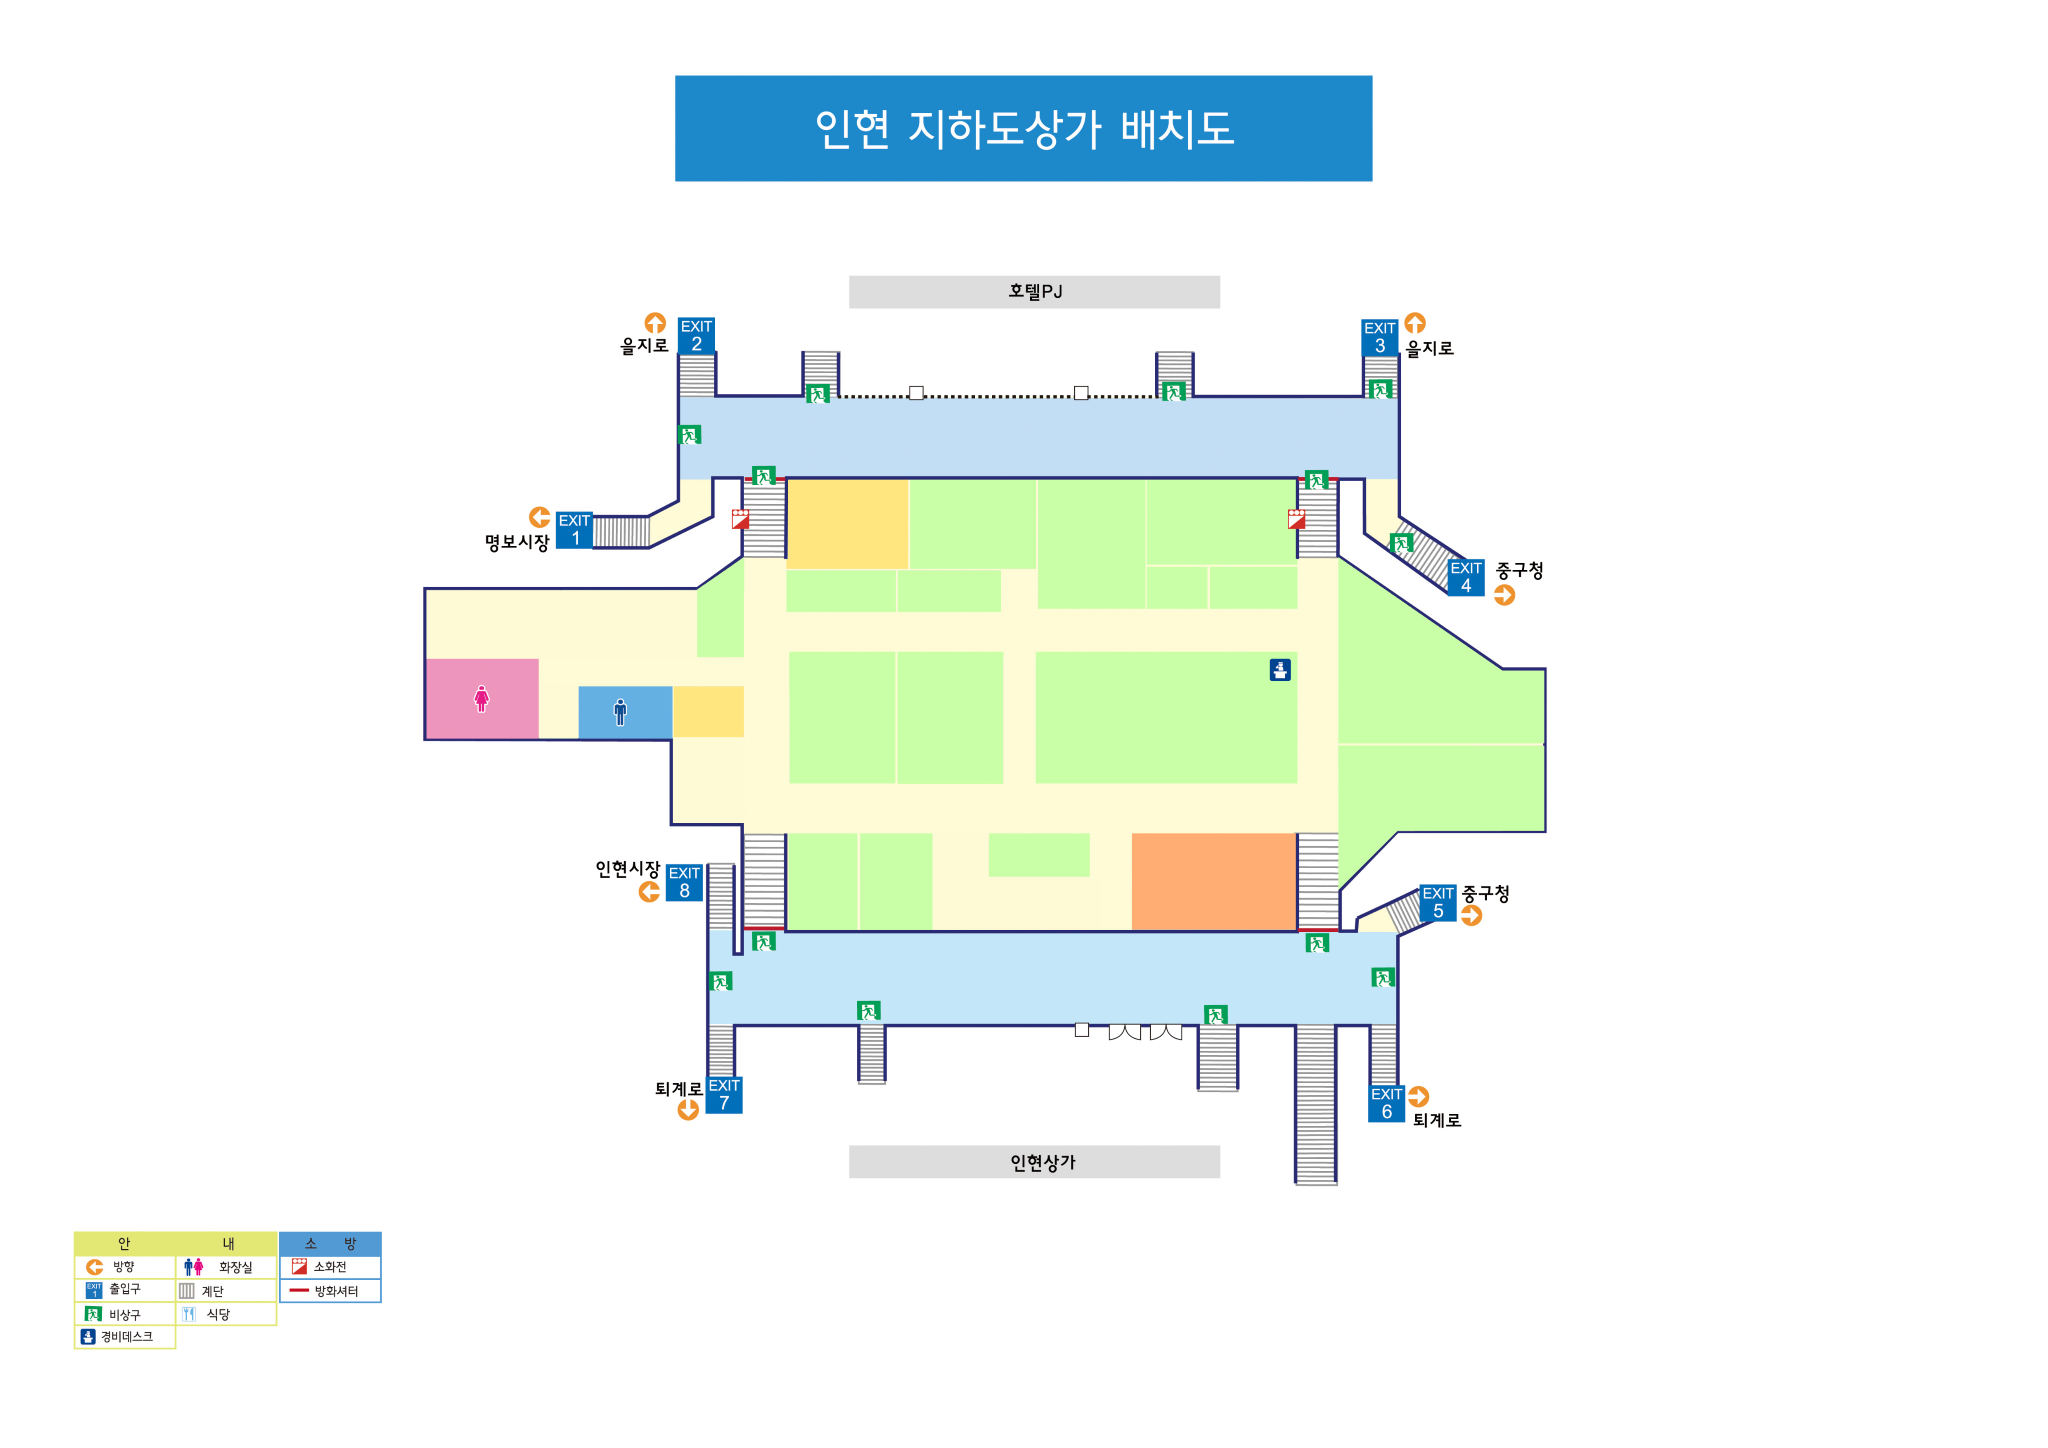 인현 지하도상가 배치도
호텔PJ
EXIT 2
을지로
EXIT 3
을지로
EXIT 1
명보시장
EXIT 4
중구청
인현시장
EXIT 8
EXIT 5
중구청
퇴계로
EXIT 7
EXIT 6
퇴계로
인현상가
안 내
방향
화장실
출입구
계단
비상구
식당
경비데스크
소 방
소화전
방화셔터